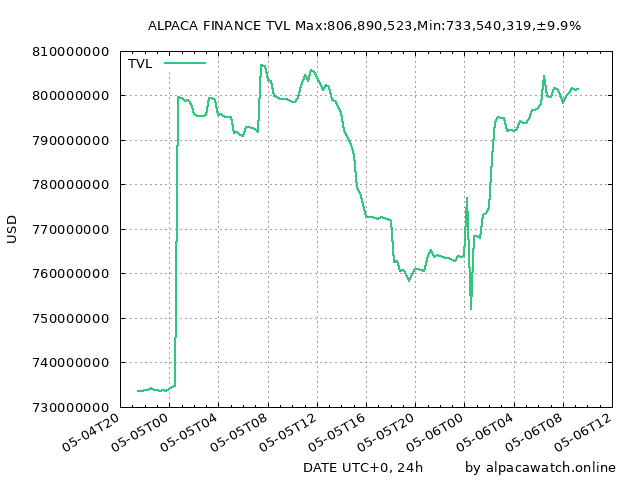 ALPACA FINANCE TVL Max:806,890,523,Min:733,540,319,±9.9%
TVL
810000000
800000000
790000000
780000000
770000000
760000000
750000000
740000000
730000000
USD
05-04T20
05-05T00
05-05T04
05-05T08
05-05T12
05-05T16
05-05T20
05-06T00
05-06T04
05-06T08
05-06T12
DATE UTC+0, 24h
by alpacawatch.online